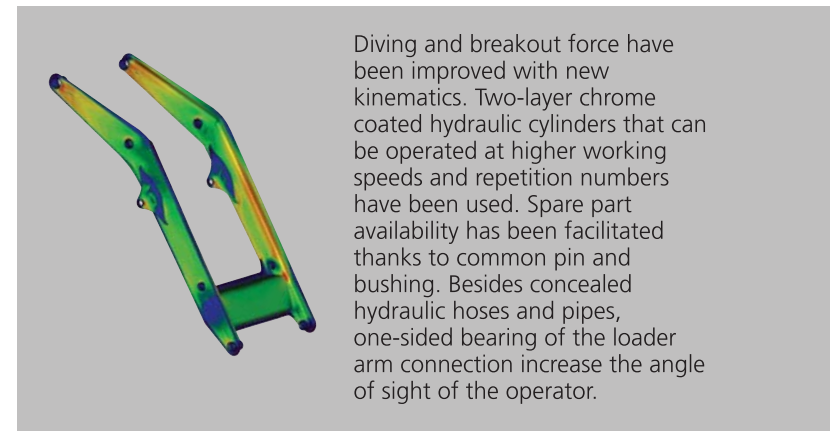 Diving and breakout force have
been improved with new
kinematics. Two-layer chrome
coated hydraulic cylinders that can
be operated at higher working
speeds and repetition numbers
have been used. Spare part
availability has been facilitated
thanks to common pin and
bushing. Besides concealed
hydraulic hoses and pipes,
one-sided bearing of the loader
arm connection increase the angle
of sight of the operator.